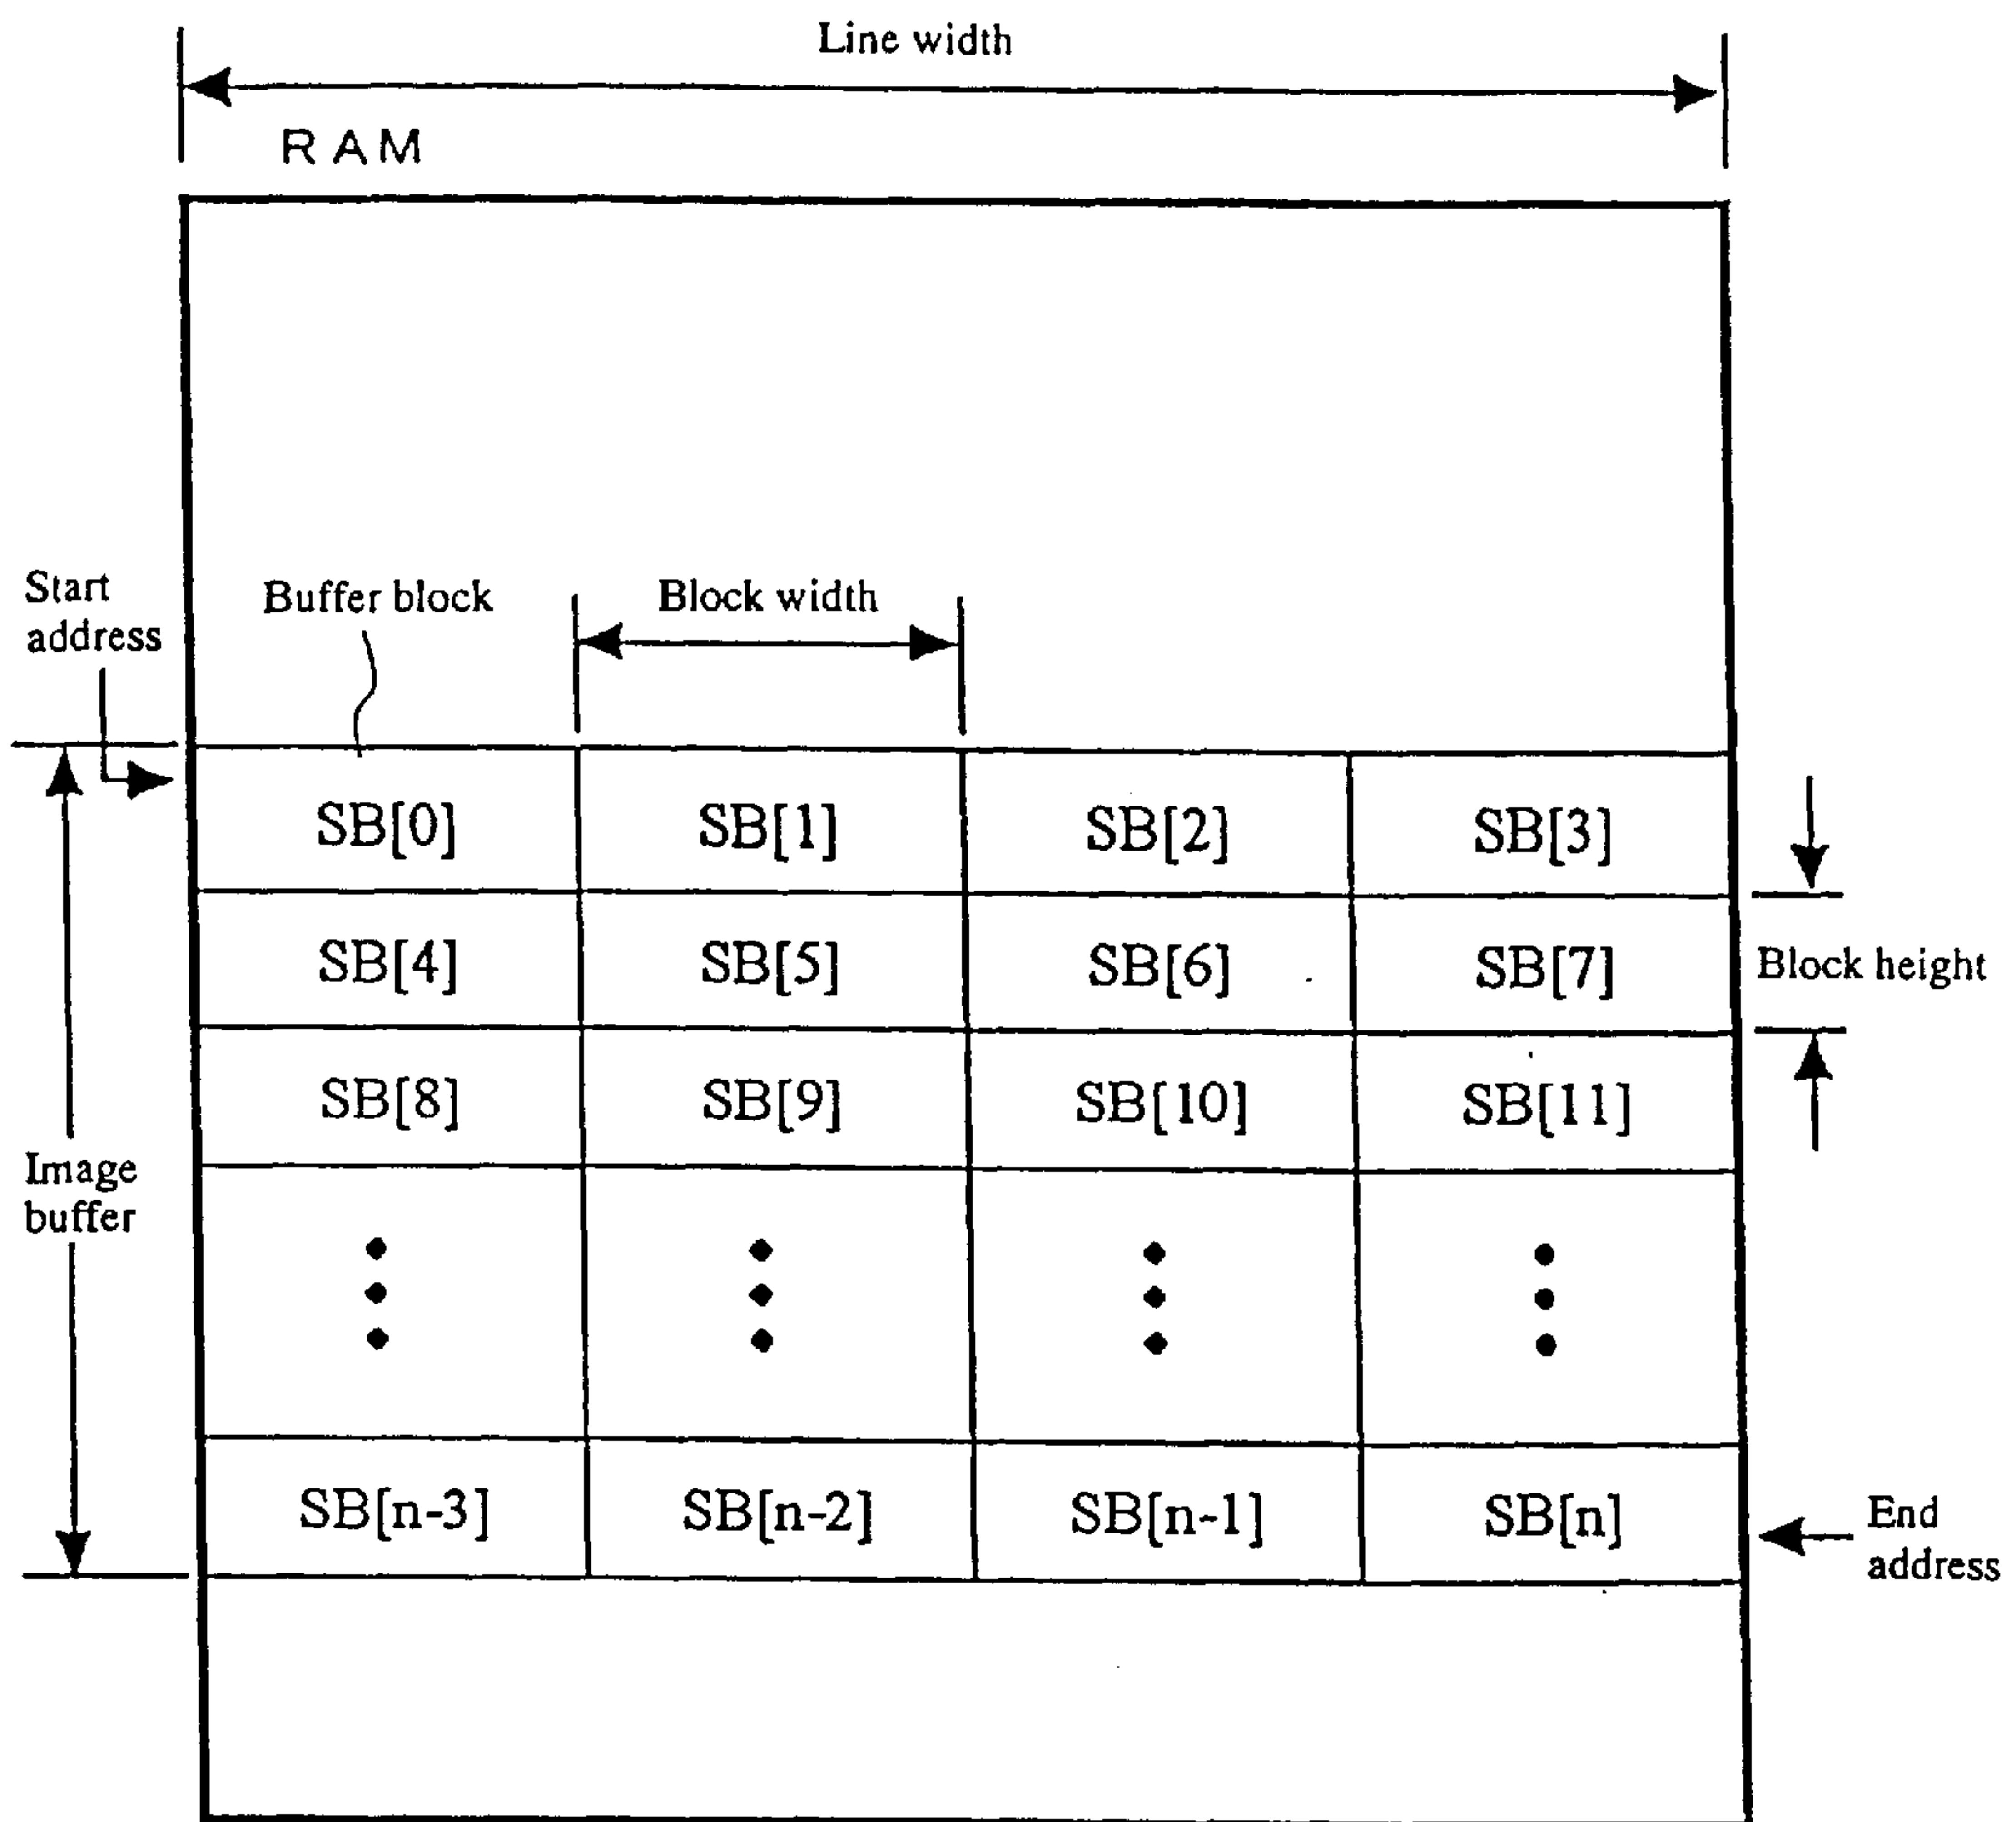 Line width
R A M
Start
address
Buffer block
Block width
SB[0] SB[1] SB[2] SB[3]
SB[4] SB[5] SB[6] SB[7]
Block height
SB[8] SB[9] SB[10] SB[11]
Image
buffer
SB[n-3] SB[n-2] SB[n-1] SB[n]
End
address